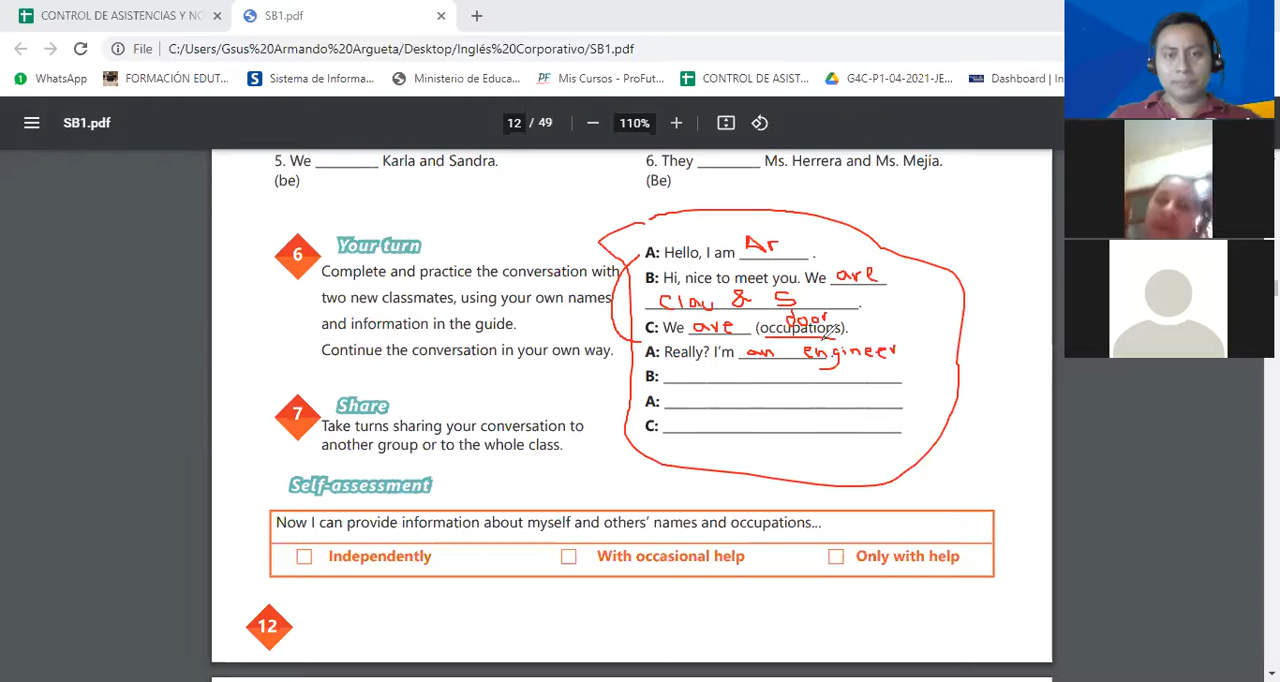 CONTROL DE ASISTENCIAS Y NO
SB1.pdf
File
C:/Users/Gsus%20Armando%20Argueta/Desktop/Inglés%20Corporativo/SB1.pdf
WhatsApp
FORMACIÓN EDUT...
Sistema de Informa...
Ministerio de Educa...
Mis Cursos - ProFut...
CONTROL DE ASIST...
G4C-P1-04-2021-JE...
Dashboard | In
SB1.pdf
12 / 49
110%
5. We ________ Karla and Sandra.
(be)
6. They ________ Ms. Herrera and Ms. Mejía.
(Be)
6
Your turn
Complete and practice the conversation with
two new classmates, using your own names
and information in the guide.
Continue the conversation in your own way.
A: Hello, I am Ar .
B: Hi, nice to meet you. We are
Clau & S .
door
C: We are (occupations).
A: Really? I'm an engineer
B:
A:
C:
7
Share
Take turns sharing your conversation to
another group or to the whole class.
Self-assessment
Now I can provide information about myself and others' names and occupations...
Independently
With occasional help
Only with help
12